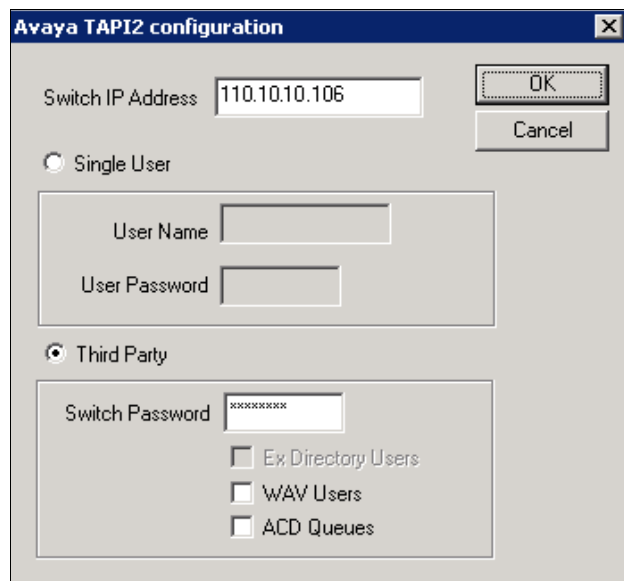 Avaya TAPI2 configuration
Switch IP Address 110.10.10.106
OK
Cancel
Single User
User Name
User Password
Third Party
Switch Password ********
Ex Directory Users
WAV Users
ACD Queues